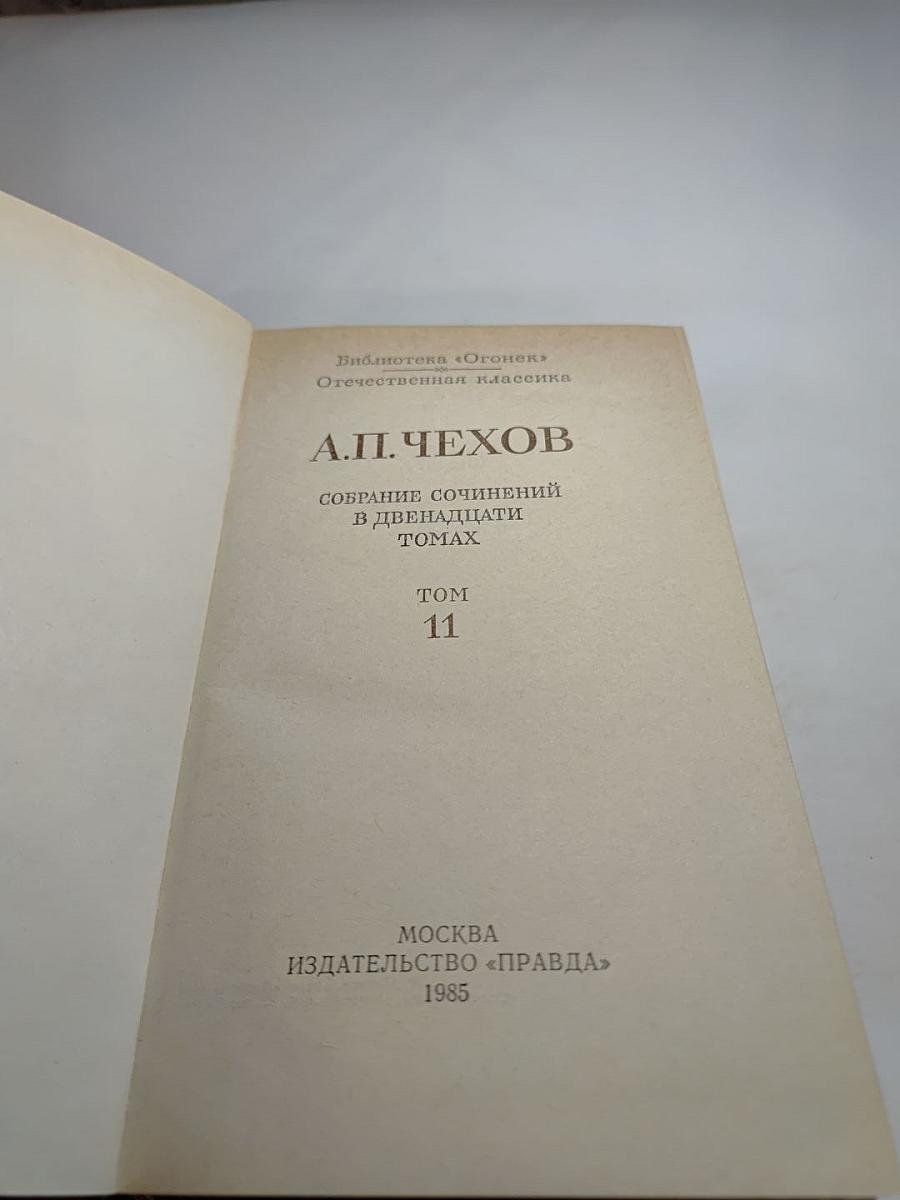 Библиотека «Огонек»
Отечественная классика
А.П.ЧЕХОВ
СОБРАНИЕ СОЧИНЕНИЙ
В ДВЕНАДЦАТИ
ТОМАХ
ТОМ
11
МОСКВА
ИЗДАТЕЛЬСТВО «ПРАВДА»
1985